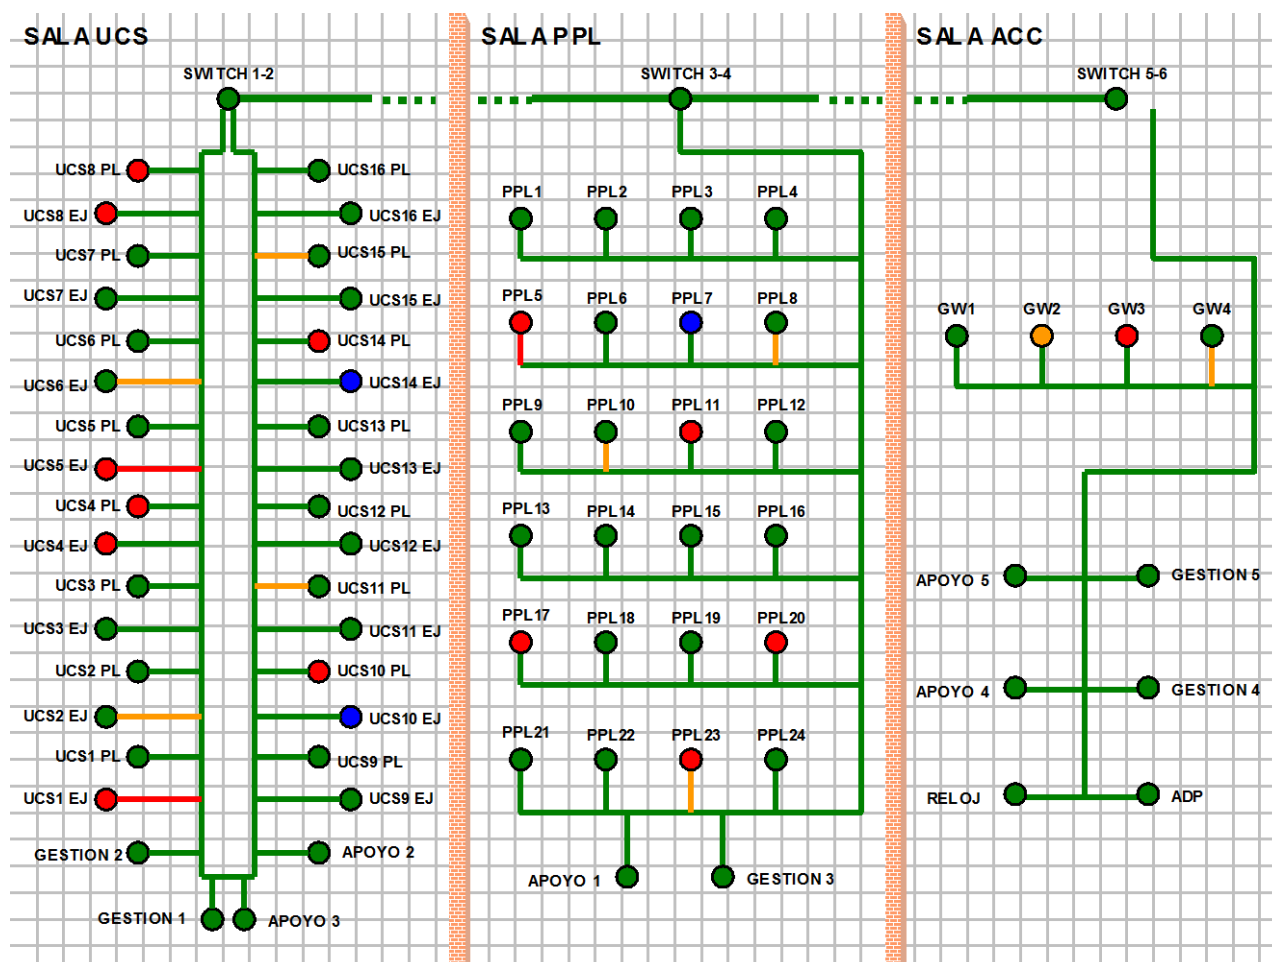 SALA UCS
SWITCH 1-2
UCS8 PL
UCS8 EJ
UCS7 PL
UCS7 EJ
UCS6 PL
UCS6 EJ
UCS5 PL
UCS5 EJ
UCS4 PL
UCS4 EJ
UCS3 PL
UCS3 EJ
UCS2 PL
UCS2 EJ
UCS1 PL
UCS1 EJ
GESTION 2
GESTION 1
UCS16 PL
UCS16 EJ
UCS15 PL
UCS15 EJ
UCS14 PL
UCS14 EJ
UCS13 PL
UCS13 EJ
UCS12 PL
UCS12 EJ
UCS11 PL
UCS11 EJ
UCS10 PL
UCS10 EJ
UCS9 PL
UCS9 EJ
APOYO 2
APOYO 3
SALA PPL
SWITCH 3-4
PPL1 PPL2 PPL3 PPL4
PPL5 PPL6 PPL7 PPL8
PPL9 PPL10 PPL11 PPL12
PPL13 PPL14 PPL15 PPL16
PPL17 PPL18 PPL19 PPL20
PPL21 PPL22 PPL23 PPL24
APOYO 1 GESTION 3
SALA ACC
SWITCH 5-6
GW1 GW2 GW3 GW4
APOYO 5 GESTION 5
APOYO 4 GESTION 4
RELOJ ADP